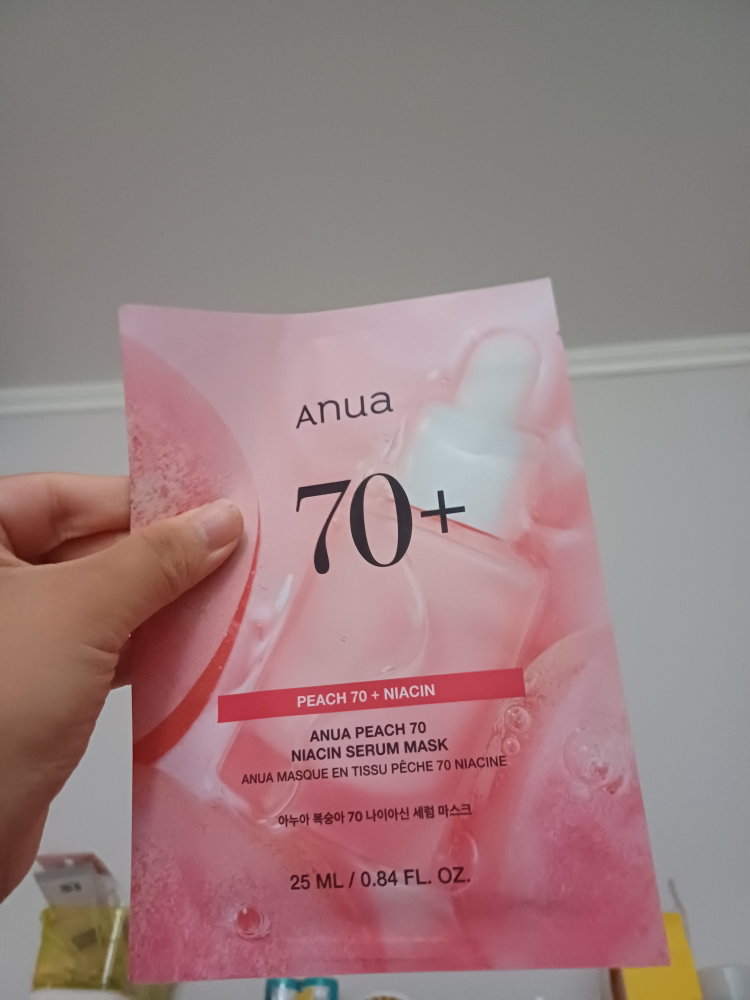 Anua
70+
PEACH 70 + NIACIN
ANUA PEACH 70
NIACIN SERUM MASK
ANUA MASQUE EN TISSU PÊCHE 70 NIACINE
아누아 복숭아 70 나이아신 세럼 마스크
25 ML / 0.84 FL. OZ.